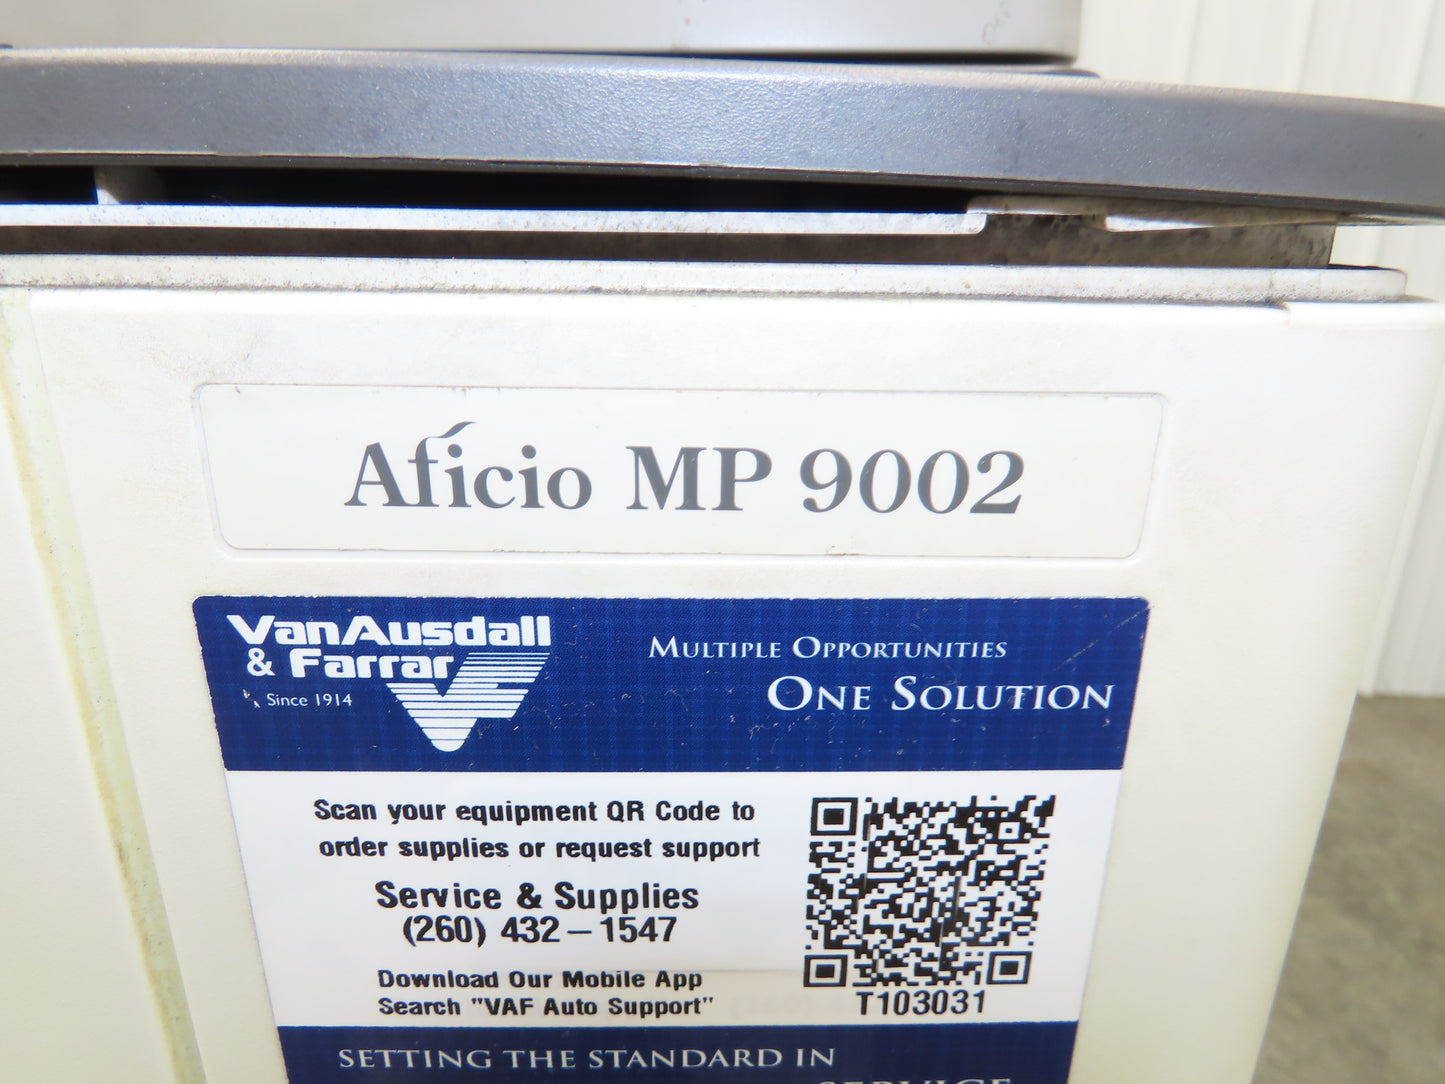 Aficio MP 9002
VanAusdall
& Farrar
Since 1914
MULTIPLE OPPORTUNITIES
ONE SOLUTION
Scan your equipment QR Code to
order supplies or request support
Service & Supplies
(260) 432-1547
Download Our Mobile App
Search "VAF Auto Support"
T103031
SETTING THE STANDARD IN
SERVICE